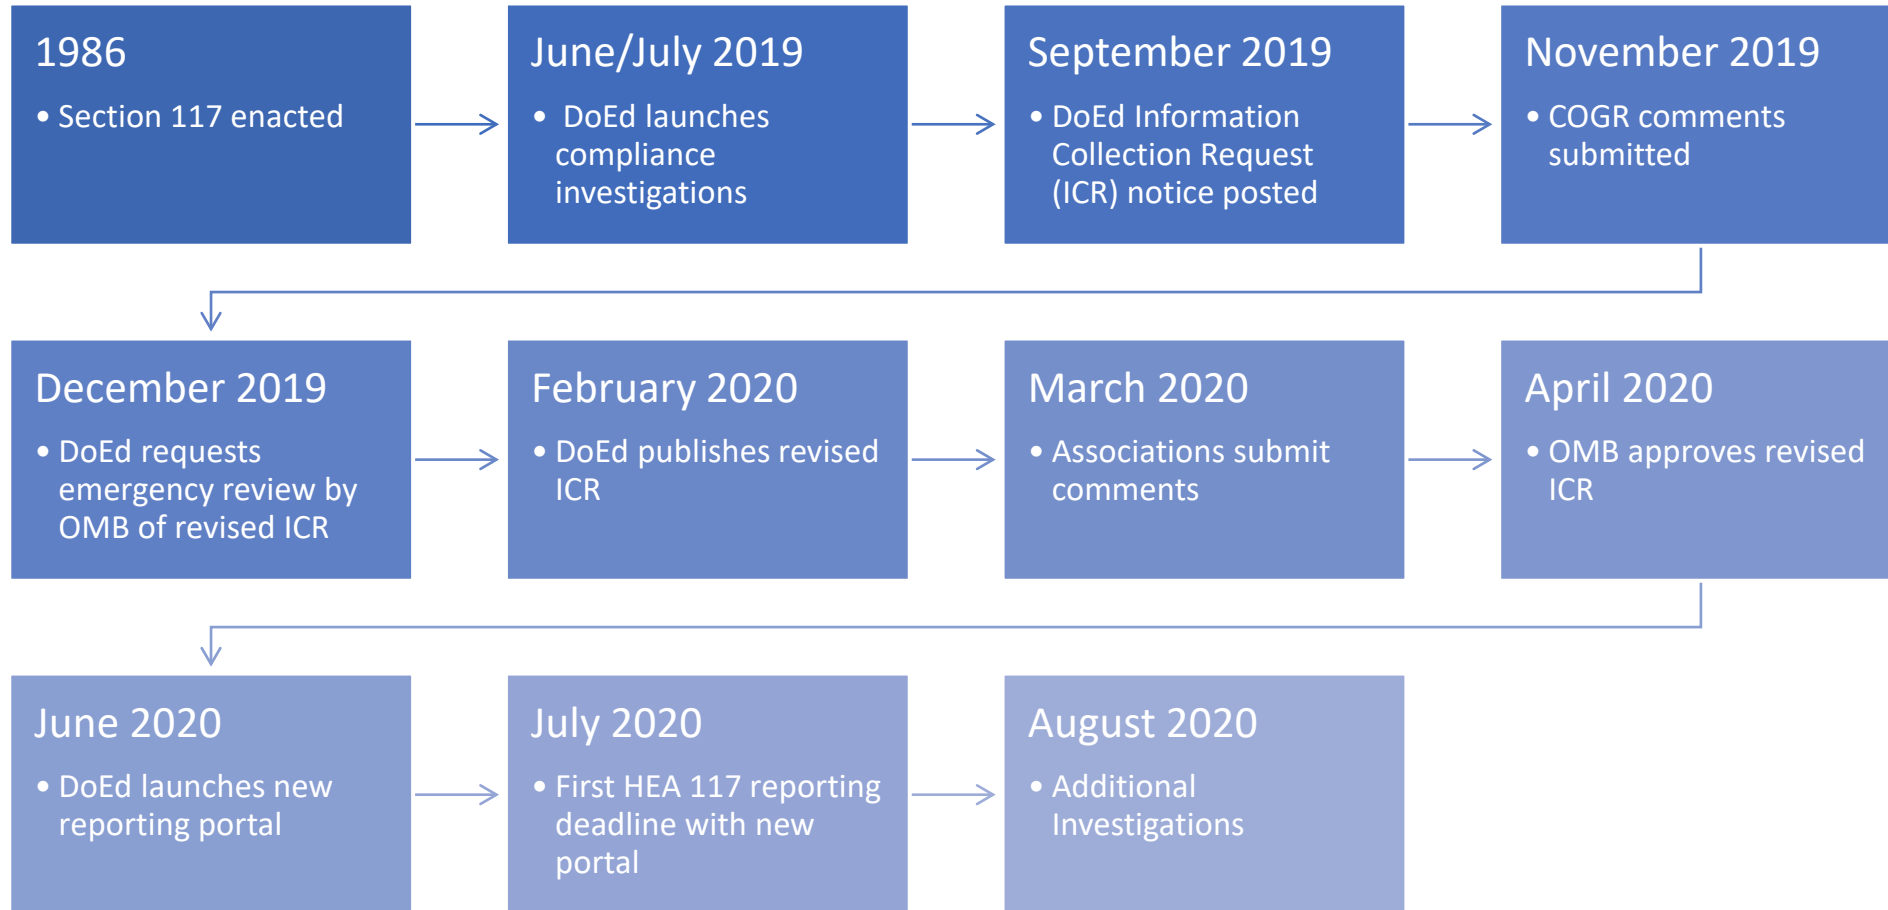 1986
• Section 117 enacted
June/July 2019
• DoEd launches
compliance
investigations
September 2019
• DoEd Information
Collection Request
(ICR) notice posted
November 2019
• COGR comments
submitted
December 2019
• DoEd requests
emergency review by
OMB of revised ICR
February 2020
• DoEd publishes revised
ICR
March 2020
• Associations submit
comments
April 2020
• OMB approves revised
ICR
June 2020
• DoEd launches new
reporting portal
July 2020
• First HEA 117 reporting
deadline with new
portal
August 2020
• Additional
Investigations